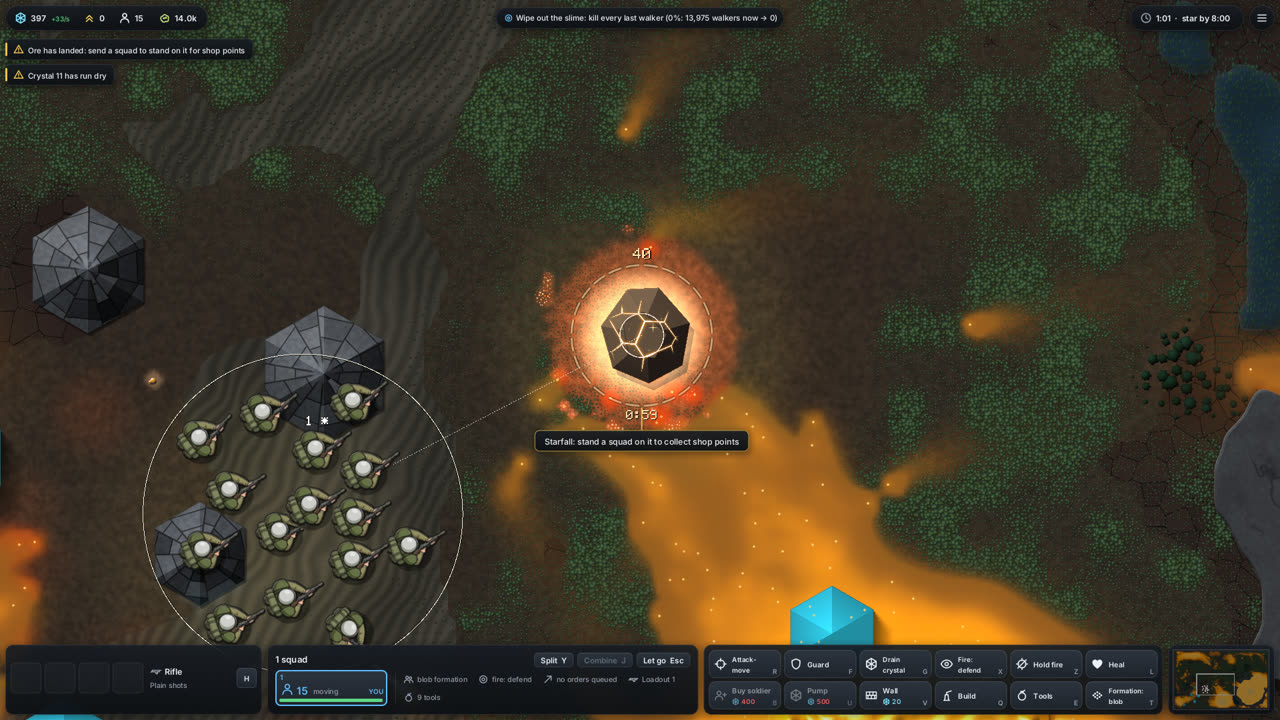 397 +33/s 0 15 14.0k
Wipe out the slime: kill every last walker (0%: 13,975 walkers now → 0)
1:01 · star by 8:00
Ore has landed: send a squad to stand on it for shop points
Crystal 11 has run dry
40
1
0:59
Starfall: stand a squad on it to collect shop points
Rifle
Plain shots
H
1 squad
Split Y
Combine J
Let go Esc
1
15 moving YOU
blob formation
fire: defend
no orders queued
Loadout 1
9 tools
Attack-move R
Guard F
Drain crystal G
Fire: defend X
Hold fire Z
Heal L
Buy soldier 400 B
Pump 500 U
Wall 20 V
Build Q
Tools E
Formation: blob T